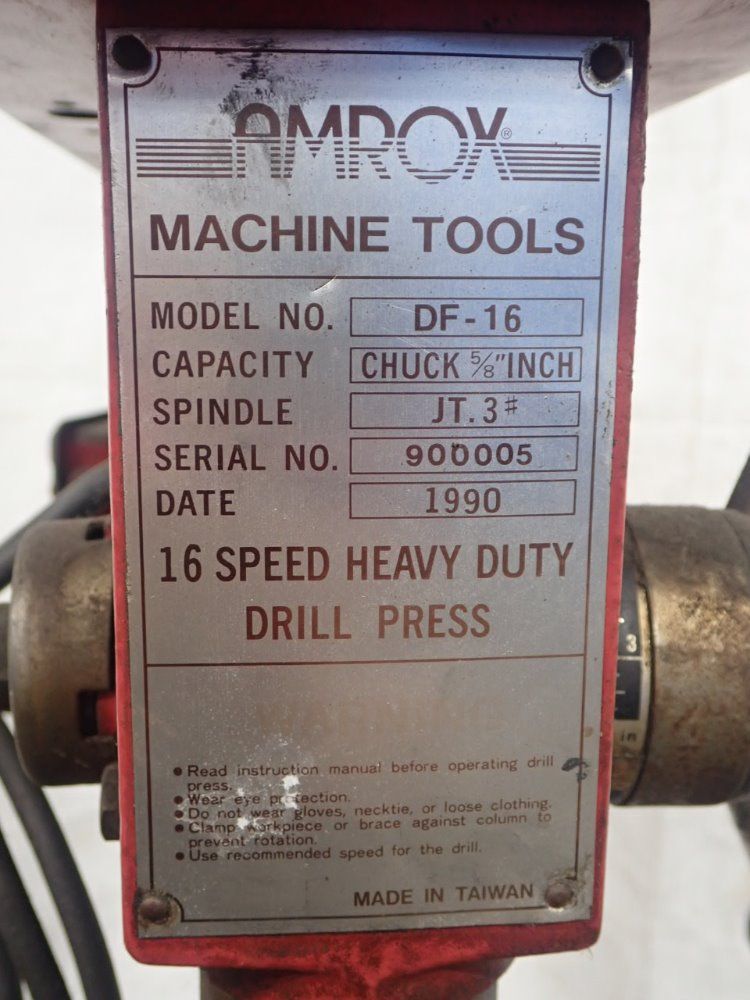 AMROX®
MACHINE TOOLS
MODEL NO. DF-16
CAPACITY CHUCK 5/8"INCH
SPINDLE JT.3#
SERIAL NO. 900005
DATE 1990
16 SPEED HEAVY DUTY
DRILL PRESS
WARNING
• Read instruction manual before operating drill
press.
• Wear eye protection.
• Do not wear gloves, necktie, or loose clothing.
• Clamp workpiece or brace against column to
prevent rotation.
• Use recommended speed for the drill.
MADE IN TAIWAN
3
in